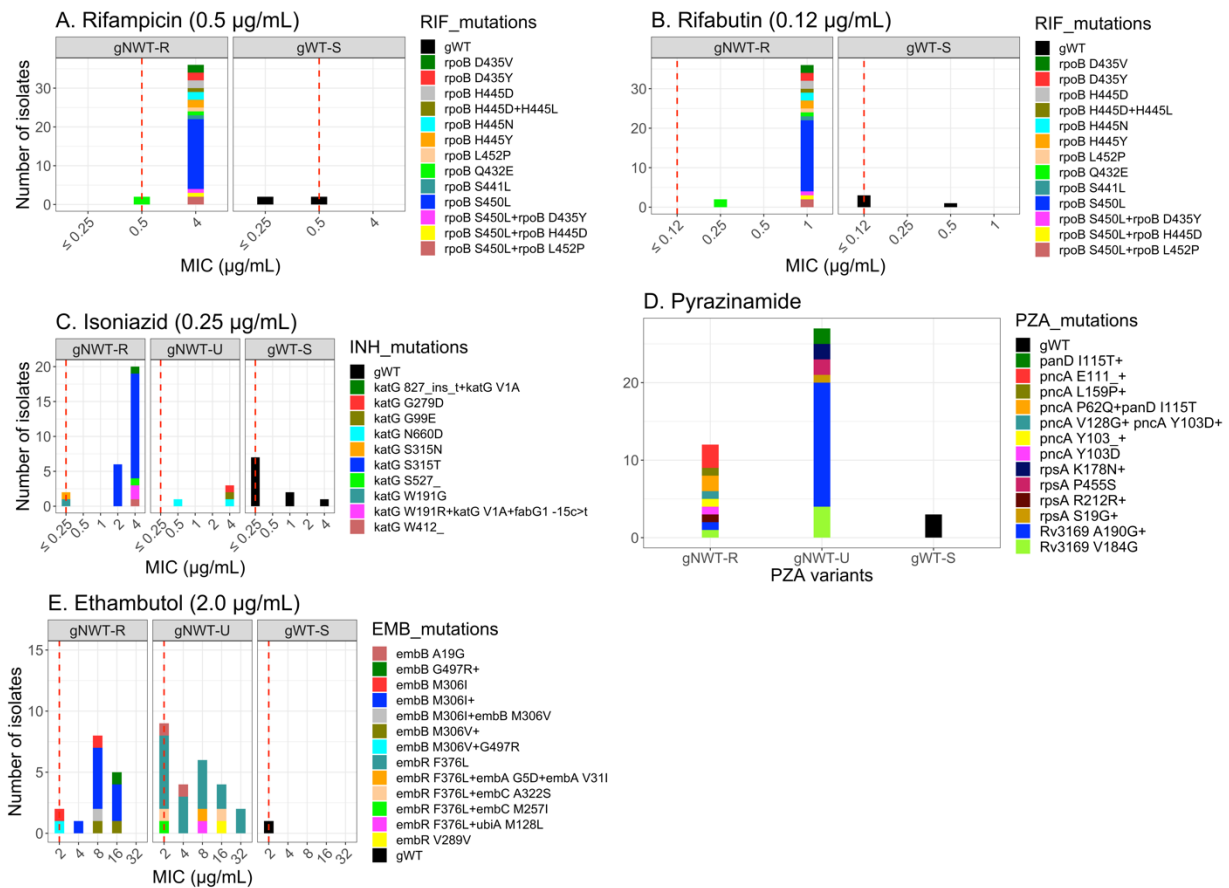 A. Rifampicin (0.5 µg/mL)
gNWT-R
gWT-S
Number of isolates
30
20
10
0
≤ 0.25
0.5
4
≤ 0.25
0.5
4
MIC (µg/mL)
RIF_mutations
gWT
rpoB D435V
rpoB D435Y
rpoB H445D
rpoB H445D+H445L
rpoB H445N
rpoB H445Y
rpoB L452P
rpoB Q432E
rpoB S441L
rpoB S450L
rpoB S450L+rpoB D435Y
rpoB S450L+rpoB H445D
rpoB S450L+rpoB L452P
B. Rifabutin (0.12 µg/mL)
gNWT-R
gWT-S
Number of isolates
30
20
10
0
≤ 0.12
0.25
0.5
1
≤ 0.12
0.25
0.5
1
MIC (µg/mL)
RIF_mutations
gWT
rpoB D435V
rpoB D435Y
rpoB H445D
rpoB H445D+H445L
rpoB H445N
rpoB H445Y
rpoB L452P
rpoB Q432E
rpoB S441L
rpoB S450L
rpoB S450L+rpoB D435Y
rpoB S450L+rpoB H445D
rpoB S450L+rpoB L452P
C. Isoniazid (0.25 µg/mL)
gNWT-R
gNWT-U
gWT-S
Number of isolates
20
15
10
5
0
≤ 0.25
0.5
1
2
4
≤ 0.25
0.5
1
2
4
≤ 0.25
0.5
1
2
4
MIC (µg/mL)
INH_mutations
gWT
katG 827_ins_t+katG V1A
katG G279D
katG G99E
katG N660D
katG S315N
katG S315T
katG S527_
katG W191G
katG W191R+katG V1A+fabG1 -15c>t
katG W412_
D. Pyrazinamide
Number of isolates
20
10
0
gNWT-R
gNWT-U
gWT-S
PZA variants
PZA_mutations
gWT
panD I115T+
pncA E111_+
pncA L159P+
pncA P62Q+panD I115T
pncA V128G+ pncA Y103D+
pncA Y103_+
pncA Y103D
rpsA K178N+
rpsA P455S
rpsA R212R+
rpsA S19G+
Rv3169 A190G+
Rv3169 V184G
E. Ethambutol (2.0 µg/mL)
gNWT-R
gNWT-U
gWT-S
Number of isolates
15
10
5
0
2
4
8
16
32
2
4
8
16
32
2
4
8
16
32
MIC (µg/mL)
EMB_mutations
embB A19G
embB G497R+
embB M306I
embB M306I+
embB M306I+embB M306V
embB M306V+
embB M306V+G497R
embR F376L
embR F376L+embA G5D+embA V31I
embR F376L+embC A322S
embR F376L+embC M257I
embR F376L+ubiA M128L
embR V289V
gWT